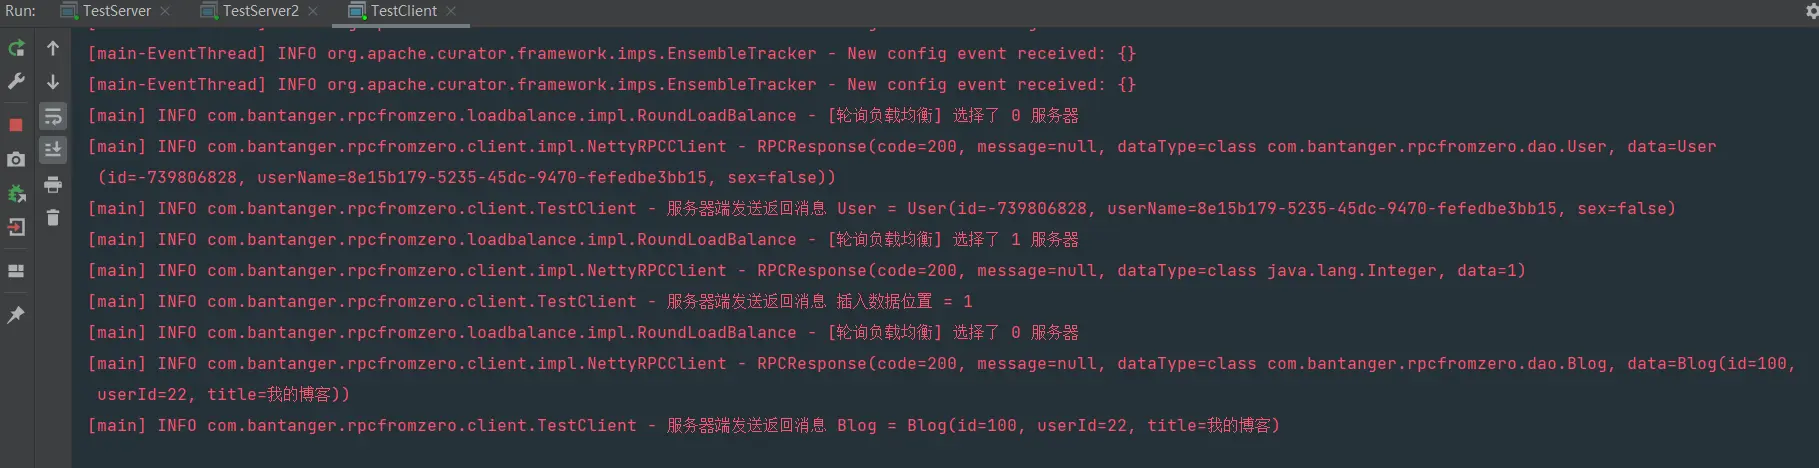 Run: TestServer TestServer2 TestClient
[main-EventThread] INFO org.apache.curator.framework.imps.EnsembleTracker - New config event received: {}
[main-EventThread] INFO org.apache.curator.framework.imps.EnsembleTracker - New config event received: {}
[main] INFO com.bantanger.rpcfromzero.loadbalance.impl.RoundLoadBalance - [轮询负载均衡] 选择了 0 服务器
[main] INFO com.bantanger.rpcfromzero.client.impl.NettyRPCClient - RPCResponse(code=200, message=null, dataType=class com.bantanger.rpcfromzero.dao.User, data=User
(id=-739806828, userName=8e15b179-5235-45dc-9470-fefedbe3bb15, sex=false))
[main] INFO com.bantanger.rpcfromzero.client.TestClient - 服务器端发送返回消息 User = User(id=-739806828, userName=8e15b179-5235-45dc-9470-fefedbe3bb15, sex=false)
[main] INFO com.bantanger.rpcfromzero.loadbalance.impl.RoundLoadBalance - [轮询负载均衡] 选择了 1 服务器
[main] INFO com.bantanger.rpcfromzero.client.impl.NettyRPCClient - RPCResponse(code=200, message=null, dataType=class java.lang.Integer, data=1)
[main] INFO com.bantanger.rpcfromzero.client.TestClient - 服务器端发送返回消息 插入数据位置 = 1
[main] INFO com.bantanger.rpcfromzero.loadbalance.impl.RoundLoadBalance - [轮询负载均衡] 选择了 0 服务器
[main] INFO com.bantanger.rpcfromzero.client.impl.NettyRPCClient - RPCResponse(code=200, message=null, dataType=class com.bantanger.rpcfromzero.dao.Blog, data=Blog(id=100,
userId=22, title=我的博客))
[main] INFO com.bantanger.rpcfromzero.client.TestClient - 服务器端发送返回消息 Blog = Blog(id=100, userId=22, title=我的博客)